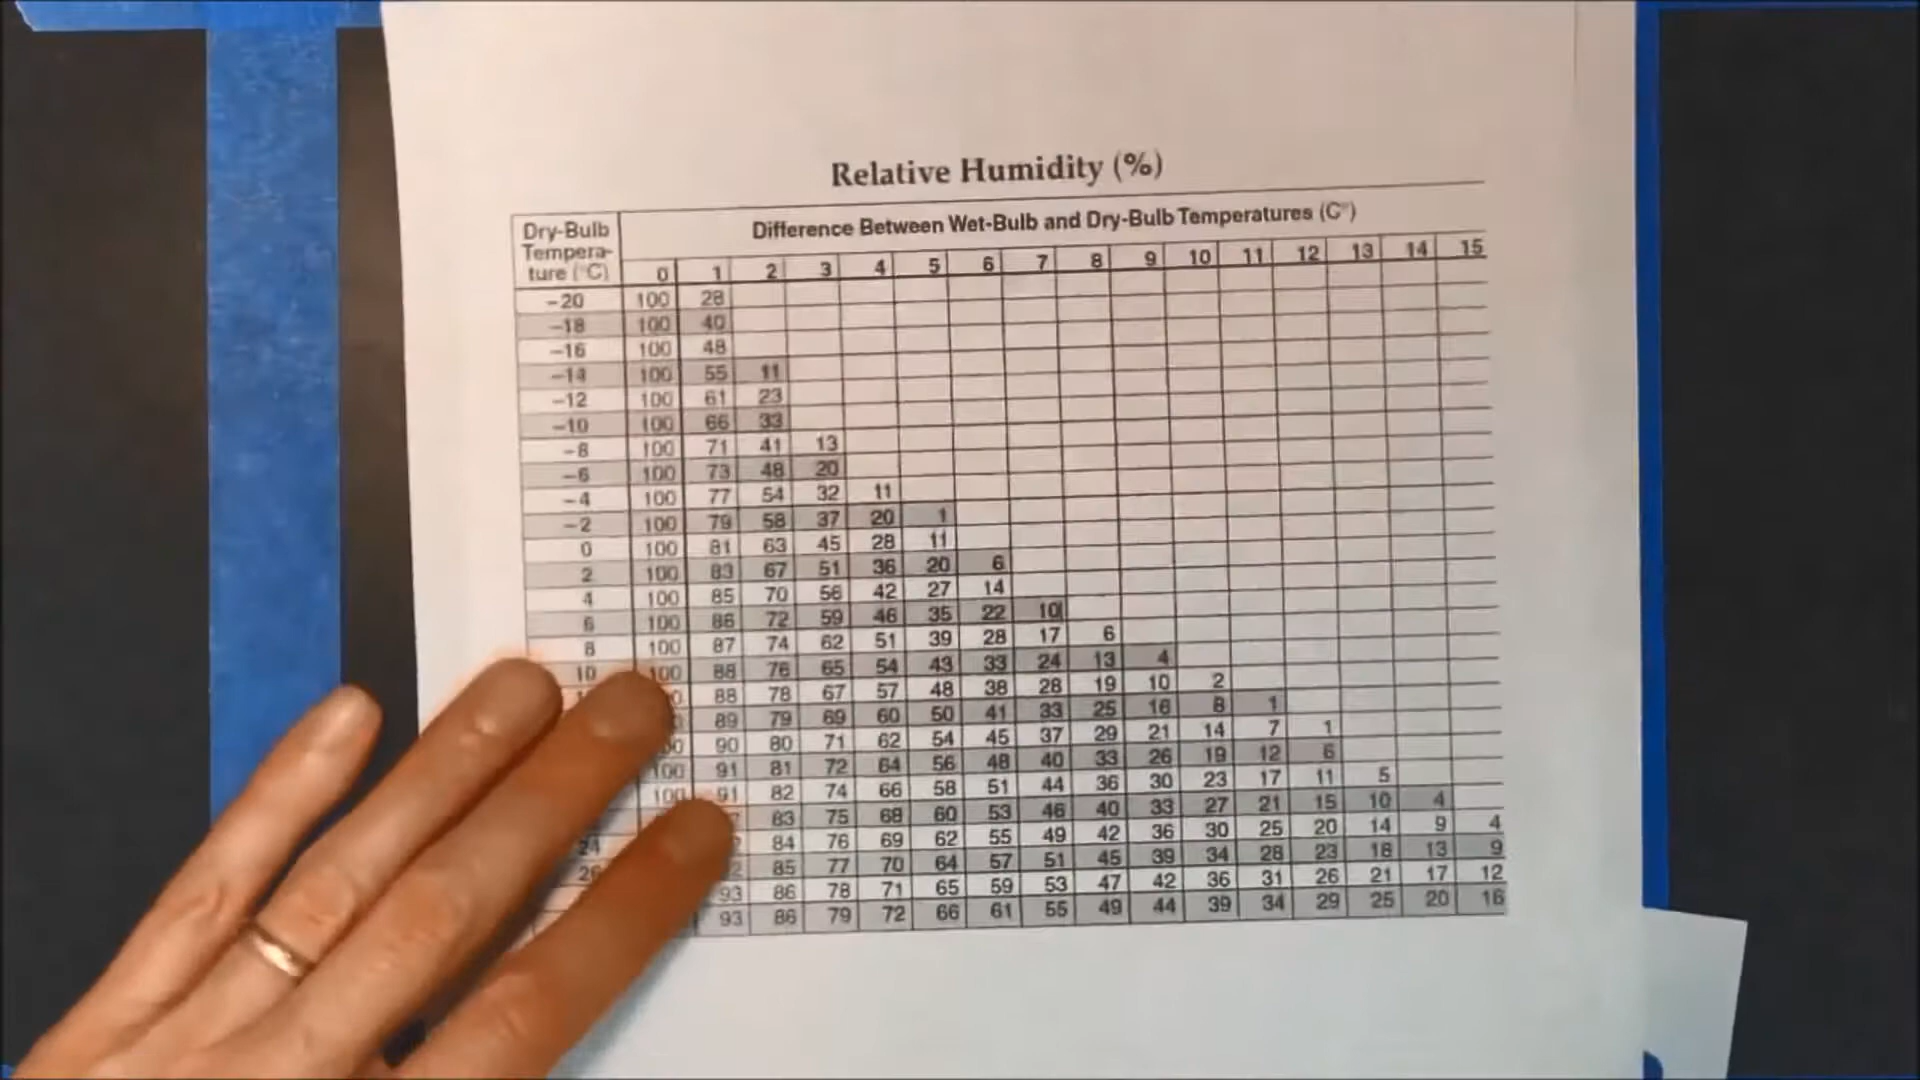 Relative Humidity (%)
Dry-Bulb Tempera- ture (°C) Difference Between Wet-Bulb and Dry-Bulb Temperatures (C°)
0 1 2 3 4 5 6 7 8 9 10 11 12 13 14 15
-20 100 28
-18 100 40
-16 100 48
-14 100 55 11
-12 100 61 23
-10 100 66 33
-8 100 71 41 13
-6 100 73 48 20
-4 100 77 54 32 11
-2 100 79 58 37 20 1
0 100 81 63 45 28 11
2 100 83 67 51 36 20 6
4 100 85 70 56 42 27 14
6 100 86 72 59 46 35 22 10
8 100 87 74 62 51 39 28 17 6
10 100 88 76 65 54 43 33 24 13 4
88 78 67 57 48 38 28 19 10 2
89 79 69 60 50 41 33 25 16 8 1
90 80 71 62 54 45 37 29 21 14 7 1
100 91 81 72 64 56 48 40 33 26 19 12 6
100 91 82 74 66 58 51 44 36 30 23 17 11 5
83 75 68 60 53 46 40 33 27 21 15 10 4
24 84 76 69 62 55 49 42 36 30 25 20 14 9 4
26 85 77 70 64 57 51 45 39 34 28 23 18 13 9
93 86 78 71 65 59 53 47 42 36 31 26 21 17 12
93 86 79 72 66 61 55 49 44 39 34 29 25 20 16